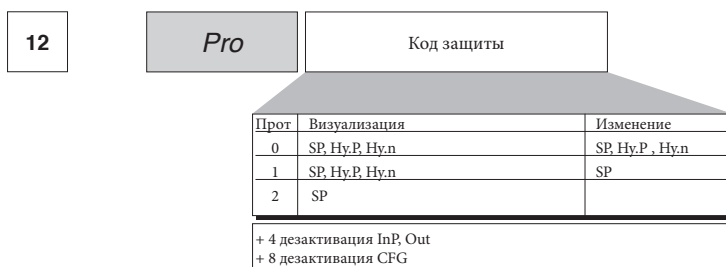 12
Pro
Код защиты
Прот Визуализация Изменение
0 SP, Hy.P, Hy.n SP, Hy.P , Hy.n
1 SP, Hy.P, Hy.n SP
2 SP
+ 4 дезактивация InP, Out
+ 8 дезактивация CFG